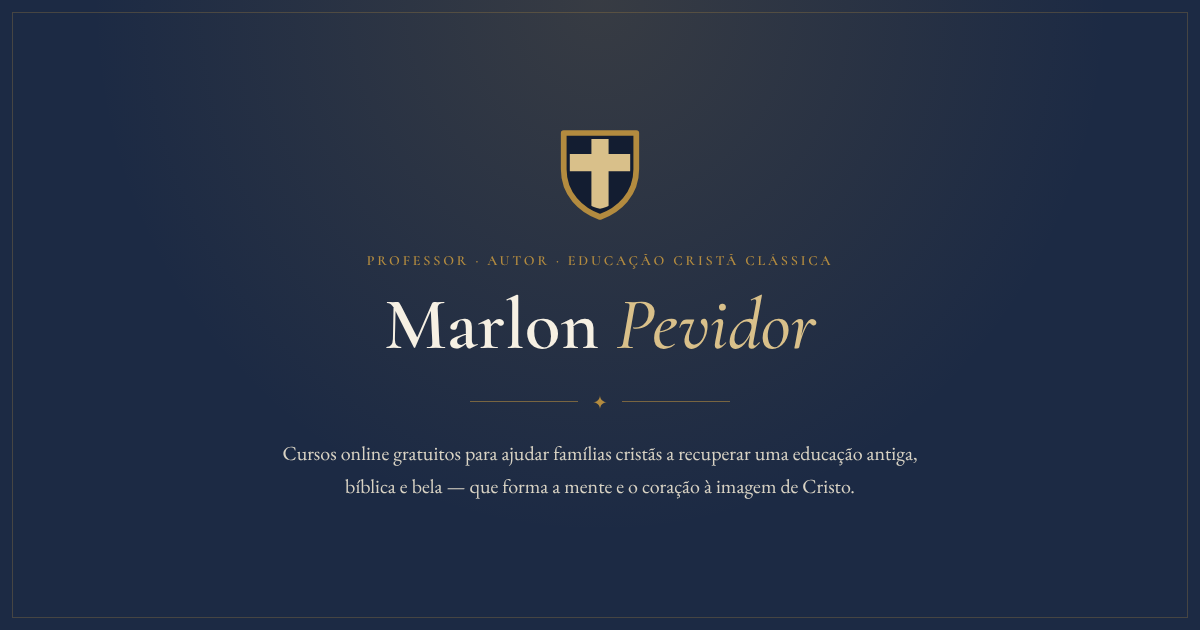 PROFESSOR · AUTOR · EDUCAÇÃO CRISTÃ CLÁSSICA
Marlon Pevidor
Cursos online gratuitos para ajudar famílias cristãs a recuperar uma educação antiga,
bíblica e bela — que forma a mente e o coração à imagem de Cristo.